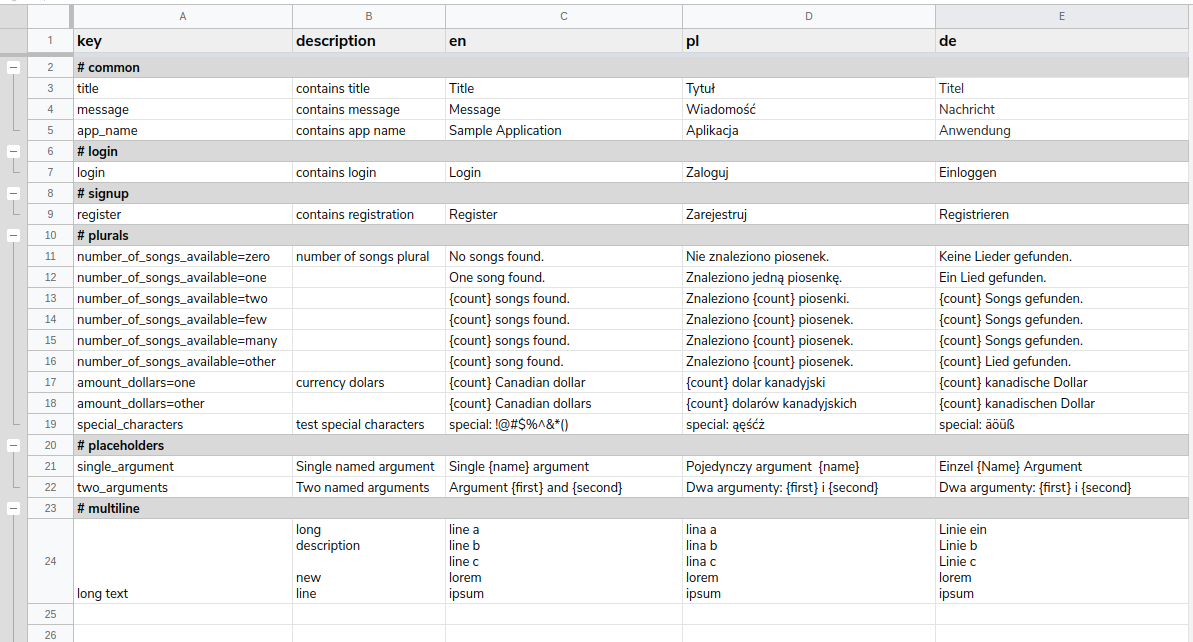 A B C D E
1 key description en pl de
2 # common
3 title contains title Title Tytuł Titel
4 message contains message Message Wiadomość Nachricht
5 app_name contains app name Sample Application Aplikacja Anwendung
6 # login
7 login contains login Login Zaloguj Einloggen
8 # signup
9 register contains registration Register Zarejestruj Registrieren
10 # plurals
11 number_of_songs_available=zero number of songs plural No songs found. Nie znaleziono piosenek. Keine Lieder gefunden.
12 number_of_songs_available=one One song found. Znaleziono jedną piosenkę. Ein Lied gefunden.
13 number_of_songs_available=two {count} songs found. Znaleziono {count} piosenki. {count} Songs gefunden.
14 number_of_songs_available=few {count} songs found. Znaleziono {count} piosenek. {count} Songs gefunden.
15 number_of_songs_available=many {count} songs found. Znaleziono {count} piosenek. {count} Songs gefunden.
16 number_of_songs_available=other {count} song found. Znaleziono {count} piosenek. {count} Lied gefunden.
17 amount_dollars=one currency dolars {count} Canadian dollar {count} dolar kanadyjski {count} kanadische Dollar
18 amount_dollars=other {count} Canadian dollars {count} dolarów kanadyjskich {count} kanadischen Dollar
19 special_characters test special characters special: !@#$%^&*() special: ąęśćż special: äöüß
20 # placeholders
21 single_argument Single named argument Single {name} argument Pojedynczy argument  {name} Einzel {Name} Argument
22 two_arguments Two named arguments Argument {first} and {second} Dwa argumenty: {first} i {second} Dwa argumenty: {first} i {second}
23 # multiline
long line a lina a Linie ein
description line b lina b Linie b
24 line c lina c Linie c
new lorem lorem lorem
long text line ipsum ipsum ipsum
25
26